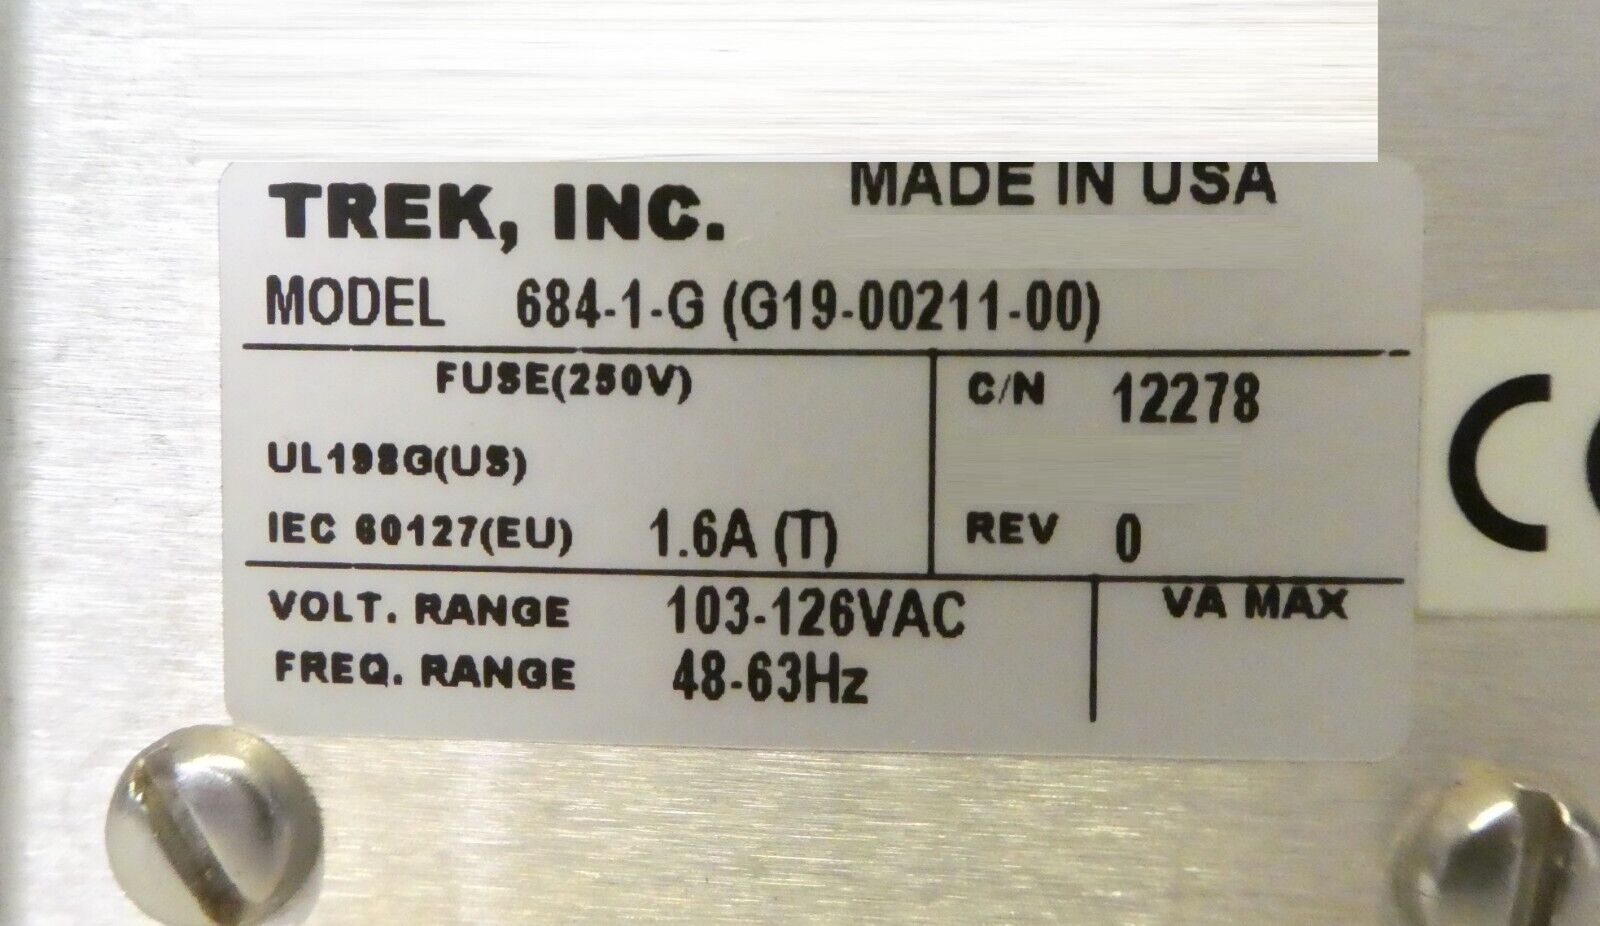 TREK, INC. MADE IN USA
MODEL 684-1-G (G19-00211-00)
FUSE(250V) C/N 12278
UL198G(US)
IEC 60127(EU) 1.6A (T) REV 0
VOLT. RANGE 103-126VAC VA MAX
FREQ. RANGE 48-63Hz
CE